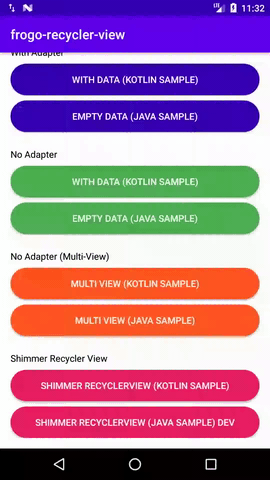 LTE 11:32
frogo-recycler-view
With Adapter
WITH DATA (KOTLIN SAMPLE)
EMPTY DATA (JAVA SAMPLE)
No Adapter
WITH DATA (KOTLIN SAMPLE)
EMPTY DATA (JAVA SAMPLE)
No Adapter (Multi-View)
MULTI VIEW (KOTLIN SAMPLE)
MULTI VIEW (JAVA SAMPLE)
Shimmer Recycler View
SHIMMER RECYCLERVIEW (KOTLIN SAMPLE)
SHIMMER RECYCLERVIEW (JAVA SAMPLE) DEV